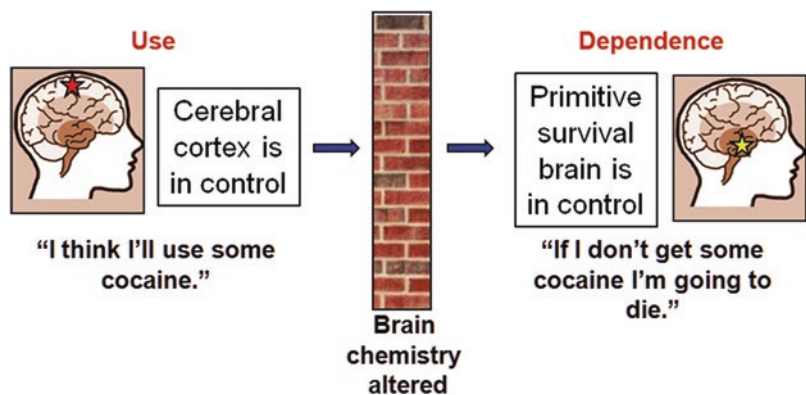 Use
Cerebral
cortex is
in control
“I think I’ll use some
cocaine.”
Brain
chemistry
altered
Dependence
Primitive
survival
brain is
in control
“If I don’t get some
cocaine I’m going to
die.”